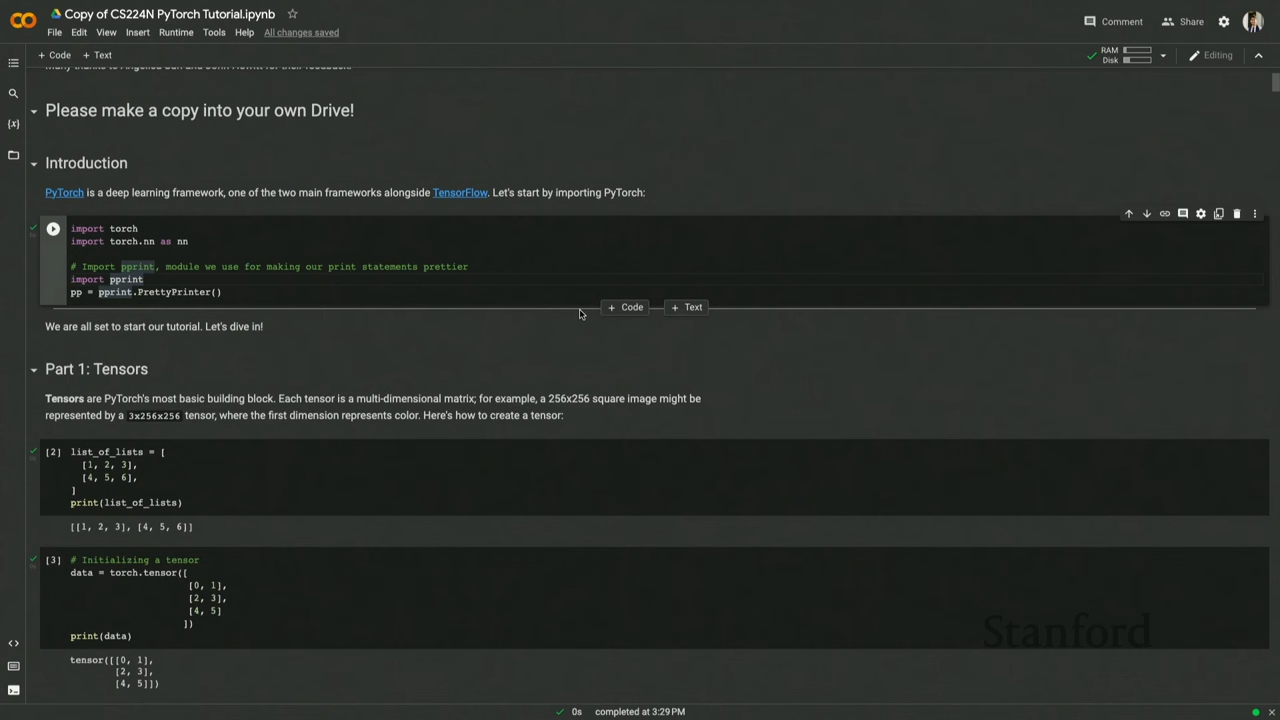 Copy of CS224N PyTorch Tutorial.ipynb
File Edit View Insert Runtime Tools Help All changes saved
Comment Share
+ Code + Text
RAM
Disk
Editing
Please make a copy into your own Drive!
Introduction
PyTorch is a deep learning framework, one of the two main frameworks alongside TensorFlow. Let's start by importing PyTorch:
import torch
import torch.nn as nn
# Import pprint, module we use for making our print statements prettier
import pprint
pp = pprint.PrettyPrinter()
+ Code + Text
We are all set to start our tutorial. Let's dive in!
Part 1: Tensors
Tensors are PyTorch's most basic building block. Each tensor is a multi-dimensional matrix; for example, a 256x256 square image might be
represented by a 3x256x256 tensor, where the first dimension represents color. Here's how to create a tensor:
[2] list_of_lists = [
[1, 2, 3],
[4, 5, 6],
]
print(list_of_lists)
[[1, 2, 3], [4, 5, 6]]
[3] # Initializing a tensor
data = torch.tensor([
[0, 1],
[2, 3],
[4, 5]
])
print(data)
tensor([[0, 1],
[2, 3],
[4, 5]])
Stanford
0s completed at 3:29 PM